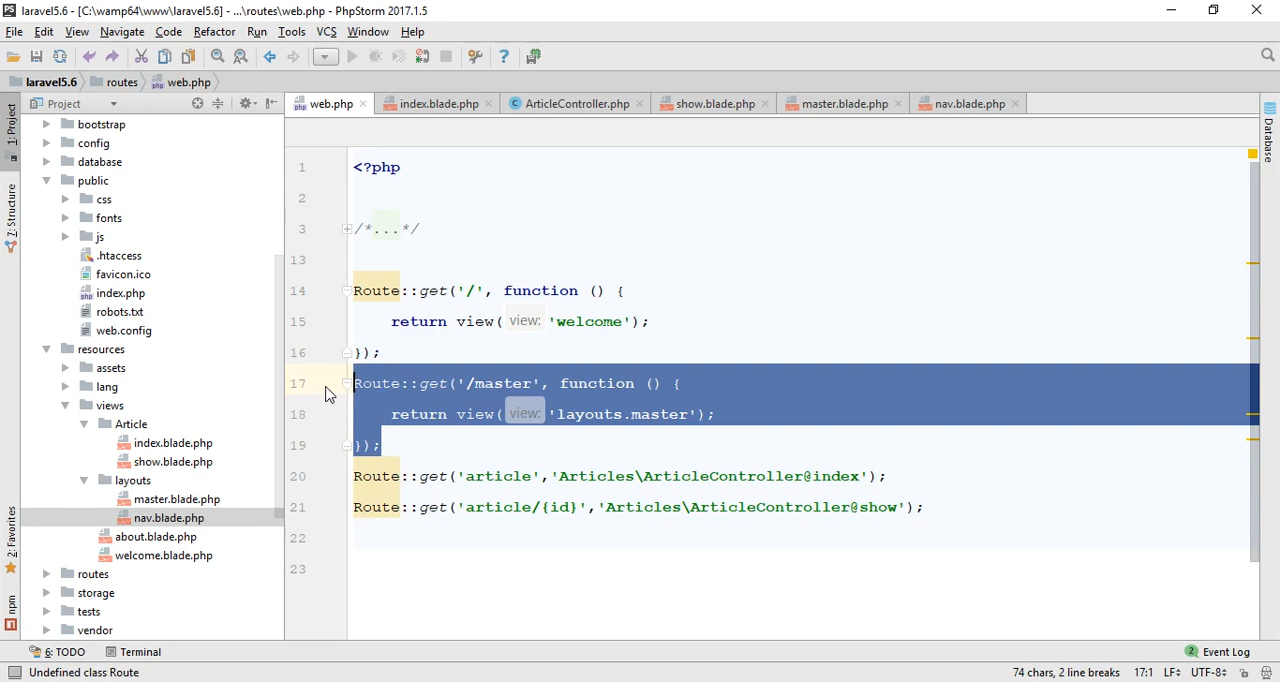 laravel5.6 - [C:\wamp64\www\laravel5.6] - ...\routes\web.php - PhpStorm 2017.1.5
File Edit View Navigate Code Refactor Run Tools VCS Window Help
laravel5.6 routes web.php
Project
web.php index.blade.php ArticleController.php show.blade.php master.blade.php nav.blade.php
1: Project
7: Structure
2: Favorites
npm
Database
bootstrap
config
database
public
css
fonts
js
.htaccess
favicon.ico
index.php
robots.txt
web.config
resources
assets
lang
views
Article
index.blade.php
show.blade.php
layouts
master.blade.php
nav.blade.php
about.blade.php
welcome.blade.php
routes
storage
tests
vendor
1 <?php
2
3 /*...*/
13
14 Route::get('/', function () {
15 return view( view: 'welcome');
16 });
17 Route::get('/master', function () {
18 return view( view: 'layouts.master');
19 });
20 Route::get('article','Articles\ArticleController@index');
21 Route::get('article/{id}','Articles\ArticleController@show');
22
23
6: TODO Terminal 2 Event Log
Undefined class Route 74 chars, 2 line breaks 17:1 LF UTF-8